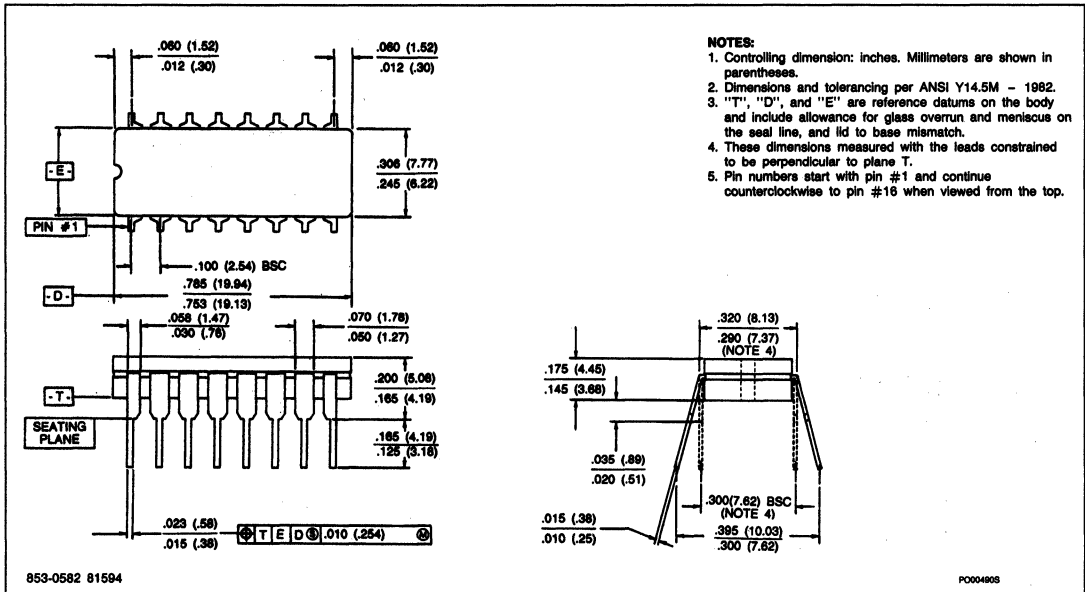 .060 (1.52)
.012 (.30)
.060 (1.52)
.012 (.30)
-E-
.306 (7.77)
.245 (6.22)
PIN #1
.100 (2.54) BSC
-D-
.785 (19.94)
.753 (19.13)
.058 (1.47)
.030 (.76)
.070 (1.78)
.050 (1.27)
-T-
.200 (5.08)
.165 (4.19)
SEATING
PLANE
.165 (4.19)
.125 (3.18)
.023 (.58)
.015 (.38)
⌖ T E D Ⓢ .010 (.254) Ⓜ
853-0582 81594
NOTES:
1. Controlling dimension: inches. Millimeters are shown in
parentheses.
2. Dimensions and tolerancing per ANSI Y14.5M – 1982.
3. "T", "D", and "E" are reference datums on the body
and include allowance for glass overrun and meniscus on
the seal line, and lid to base mismatch.
4. These dimensions measured with the leads constrained
to be perpendicular to plane T.
5. Pin numbers start with pin #1 and continue
counterclockwise to pin #16 when viewed from the top.
.320 (8.13)
.290 (7.37)
(NOTE 4)
.175 (4.45)
.145 (3.68)
.035 (.89)
.020 (.51)
.300(7.62) BSC
(NOTE 4)
.015 (.38)
.010 (.25)
.395 (10.03)
.300 (7.62)
PO00490S